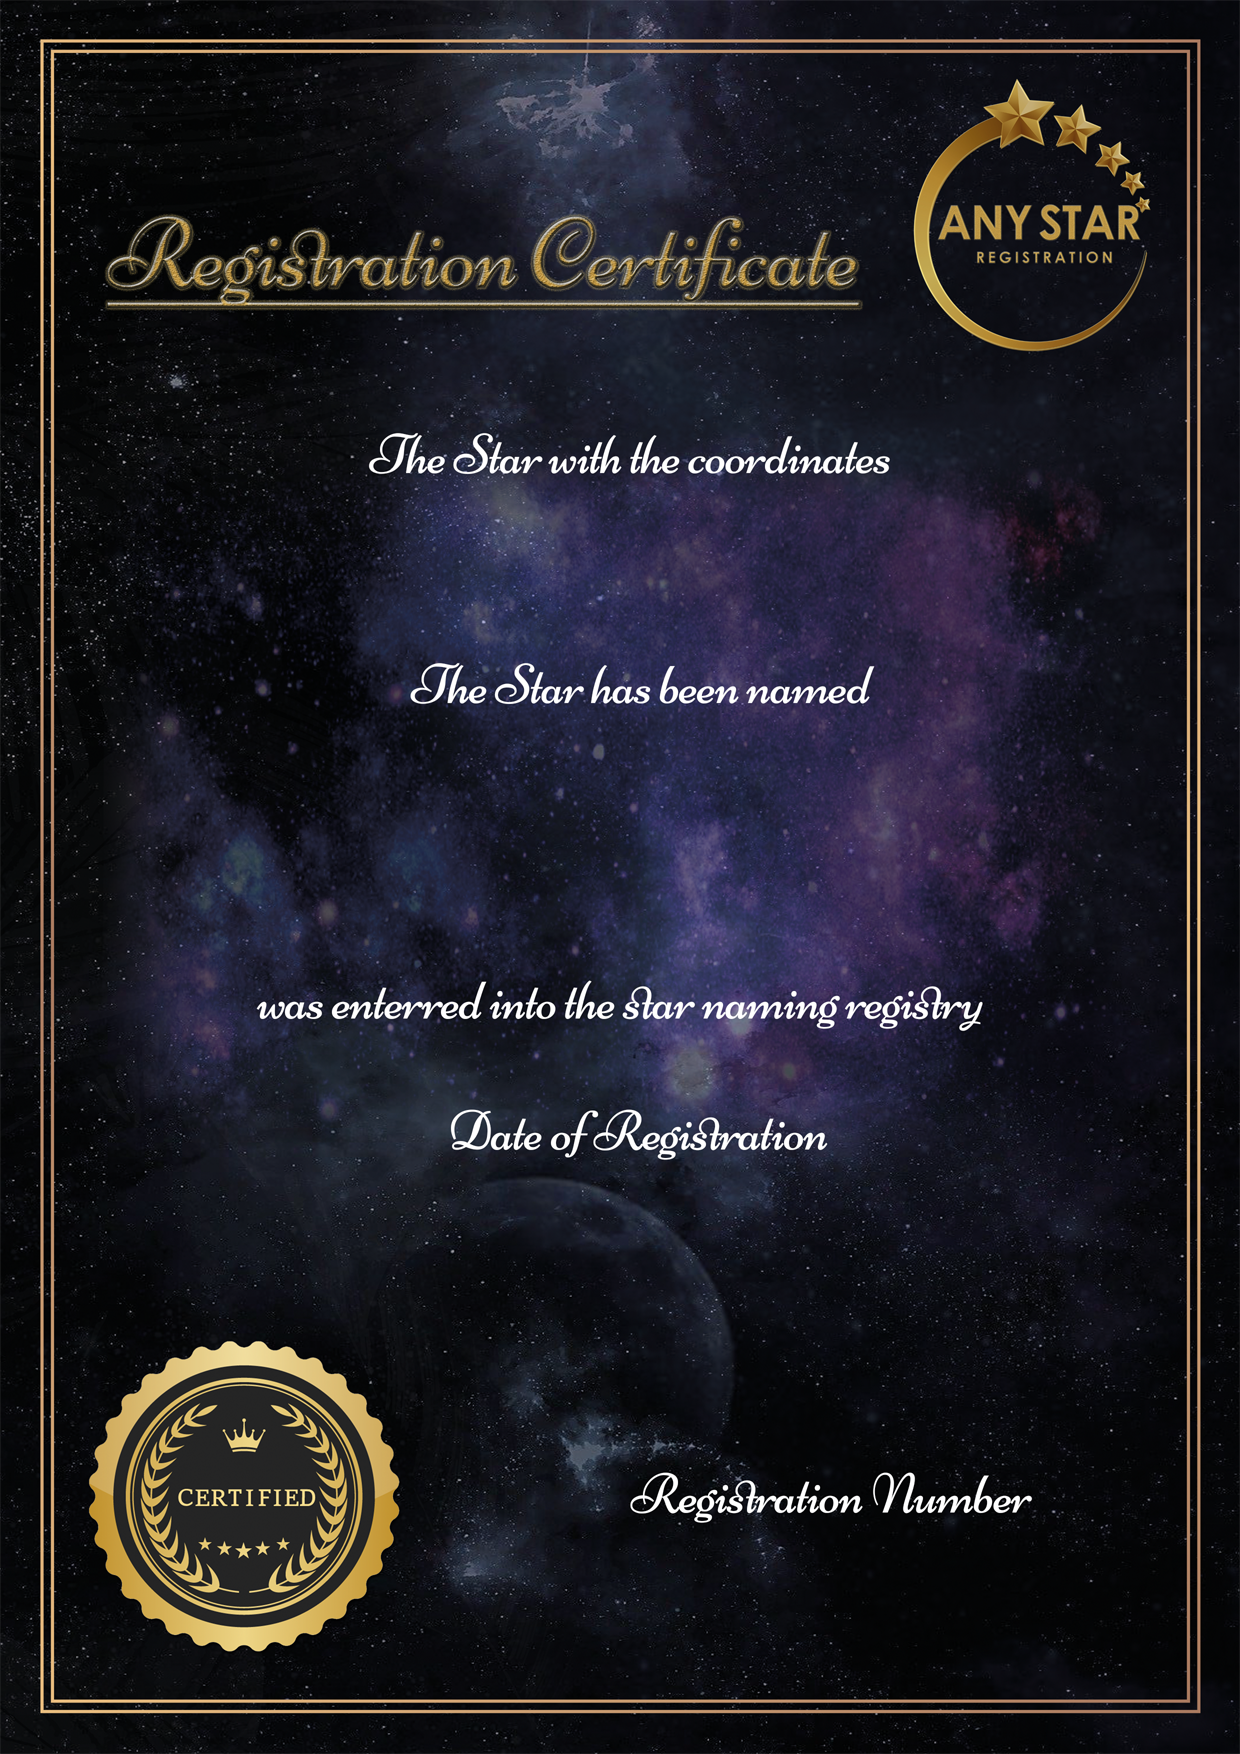 ANY STAR
REGISTRATION
Registration Certificate
The Star with the coordinates
The Star has been named
was enterred into the star naming registry
Date of Registration
CERTIFIED
Registration Number